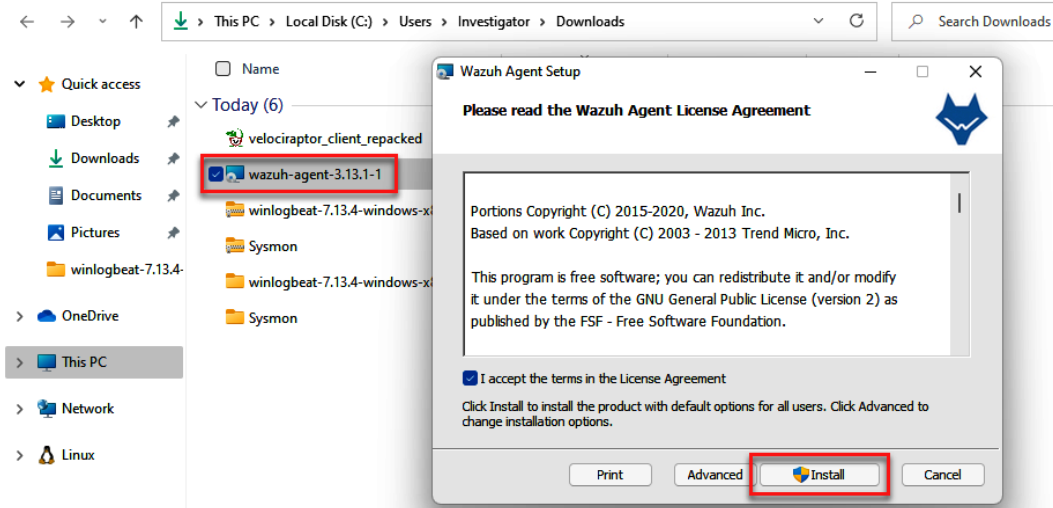 This PC > Local Disk (C:) > Users > Investigator > Downloads
Search Downloads
Quick access
Desktop
Downloads
Documents
Pictures
winlogbeat-7.13.4-
OneDrive
This PC
Network
Linux
Name
Today (6)
velociraptor_client_repacked
wazuh-agent-3.13.1-1
winlogbeat-7.13.4-windows-x8
Sysmon
winlogbeat-7.13.4-windows-x8
Sysmon
Wazuh Agent Setup
Please read the Wazuh Agent License Agreement
Portions Copyright (C) 2015-2020, Wazuh Inc.
Based on work Copyright (C) 2003 - 2013 Trend Micro, Inc.
This program is free software; you can redistribute it and/or modify
it under the terms of the GNU General Public License (version 2) as
published by the FSF - Free Software Foundation.
I accept the terms in the License Agreement
Click Install to install the product with default options for all users. Click Advanced to
change installation options.
Print
Advanced
Install
Cancel